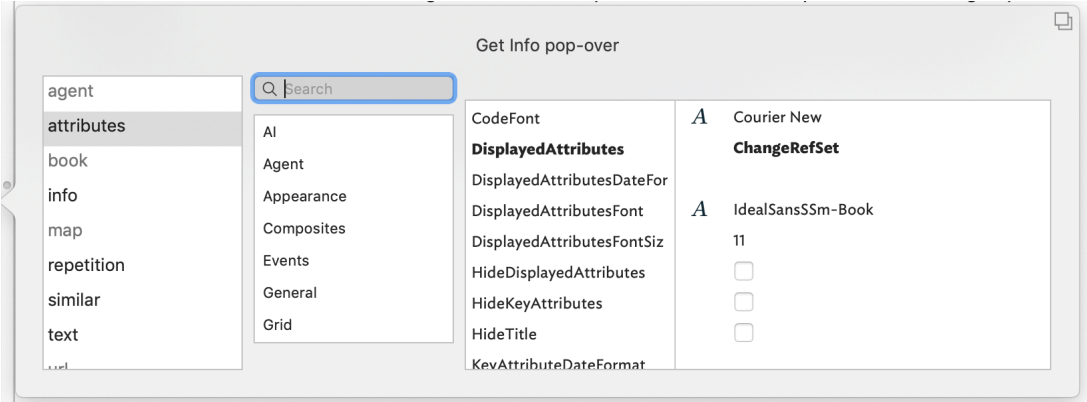 Get Info pop-over
agent
attributes
book
info
map
repetition
similar
text
Search
AI
Agent
Appearance
Composites
Events
General
Grid
CodeFont A Courier New
DisplayedAttributes ChangeRefSet
DisplayedAttributesDateFor
DisplayedAttributesFont A IdealSansSSm-Book
DisplayedAttributesFontSiz 11
HideDisplayedAttributes
HideKeyAttributes
HideTitle
KeyAttributeDateFormat